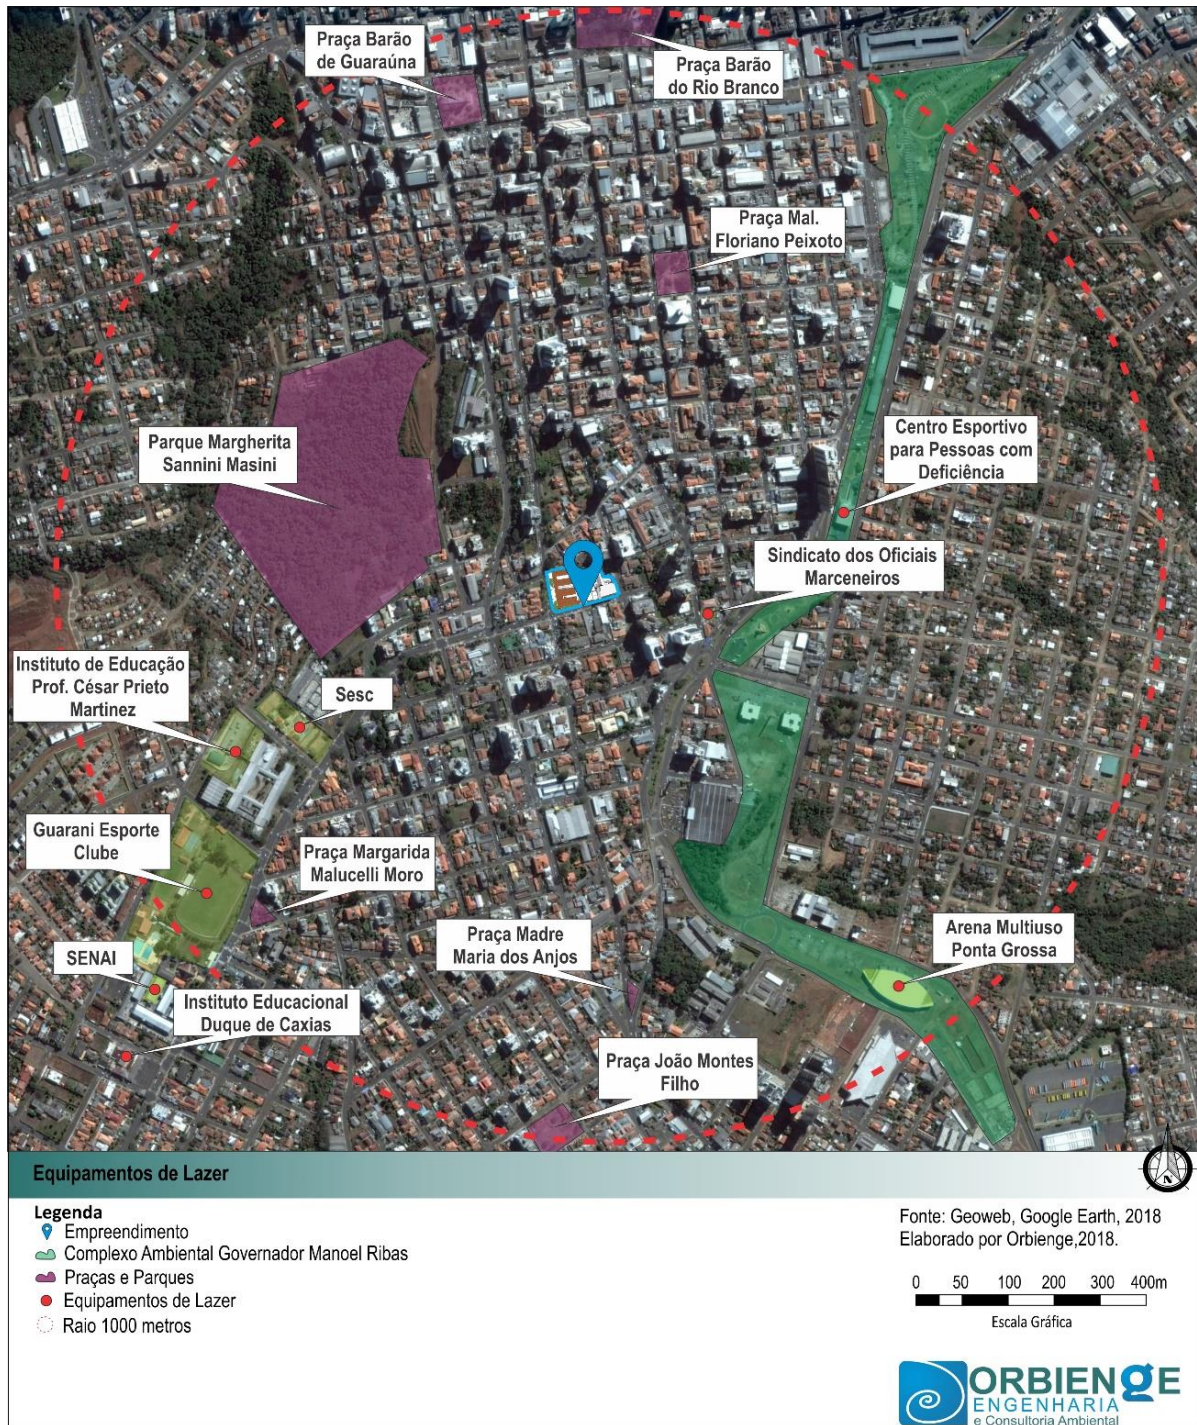 Praça Barão
de Guaraúna
Praça Barão
do Rio Branco
Praça Mal.
Floriano Peixoto
Parque Margherita
Sannini Masini
Centro Esportivo
para Pessoas com
Deficiência
Sindicato dos Oficiais
Marceneiros
Instituto de Educação
Prof. César Prieto
Martinez
Sesc
Guarani Esporte
Clube
Praça Margarida
Malucelli Moro
Praça Madre
Maria dos Anjos
Arena Multiuso
Ponta Grossa
SENAI
Instituto Educacional
Duque de Caxias
Praça João Montes
Filho
Equipamentos de Lazer
N
Legenda
Empreendimento
Complexo Ambiental Governador Manoel Ribas
Praças e Parques
Equipamentos de Lazer
Raio 1000 metros
Fonte: Geoweb, Google Earth, 2018
Elaborado por Orbienge,2018.
0 50 100 200 300 400m
Escala Gráfica
ORBIENGE
ENGENHARIA
e Consultoria Ambiental